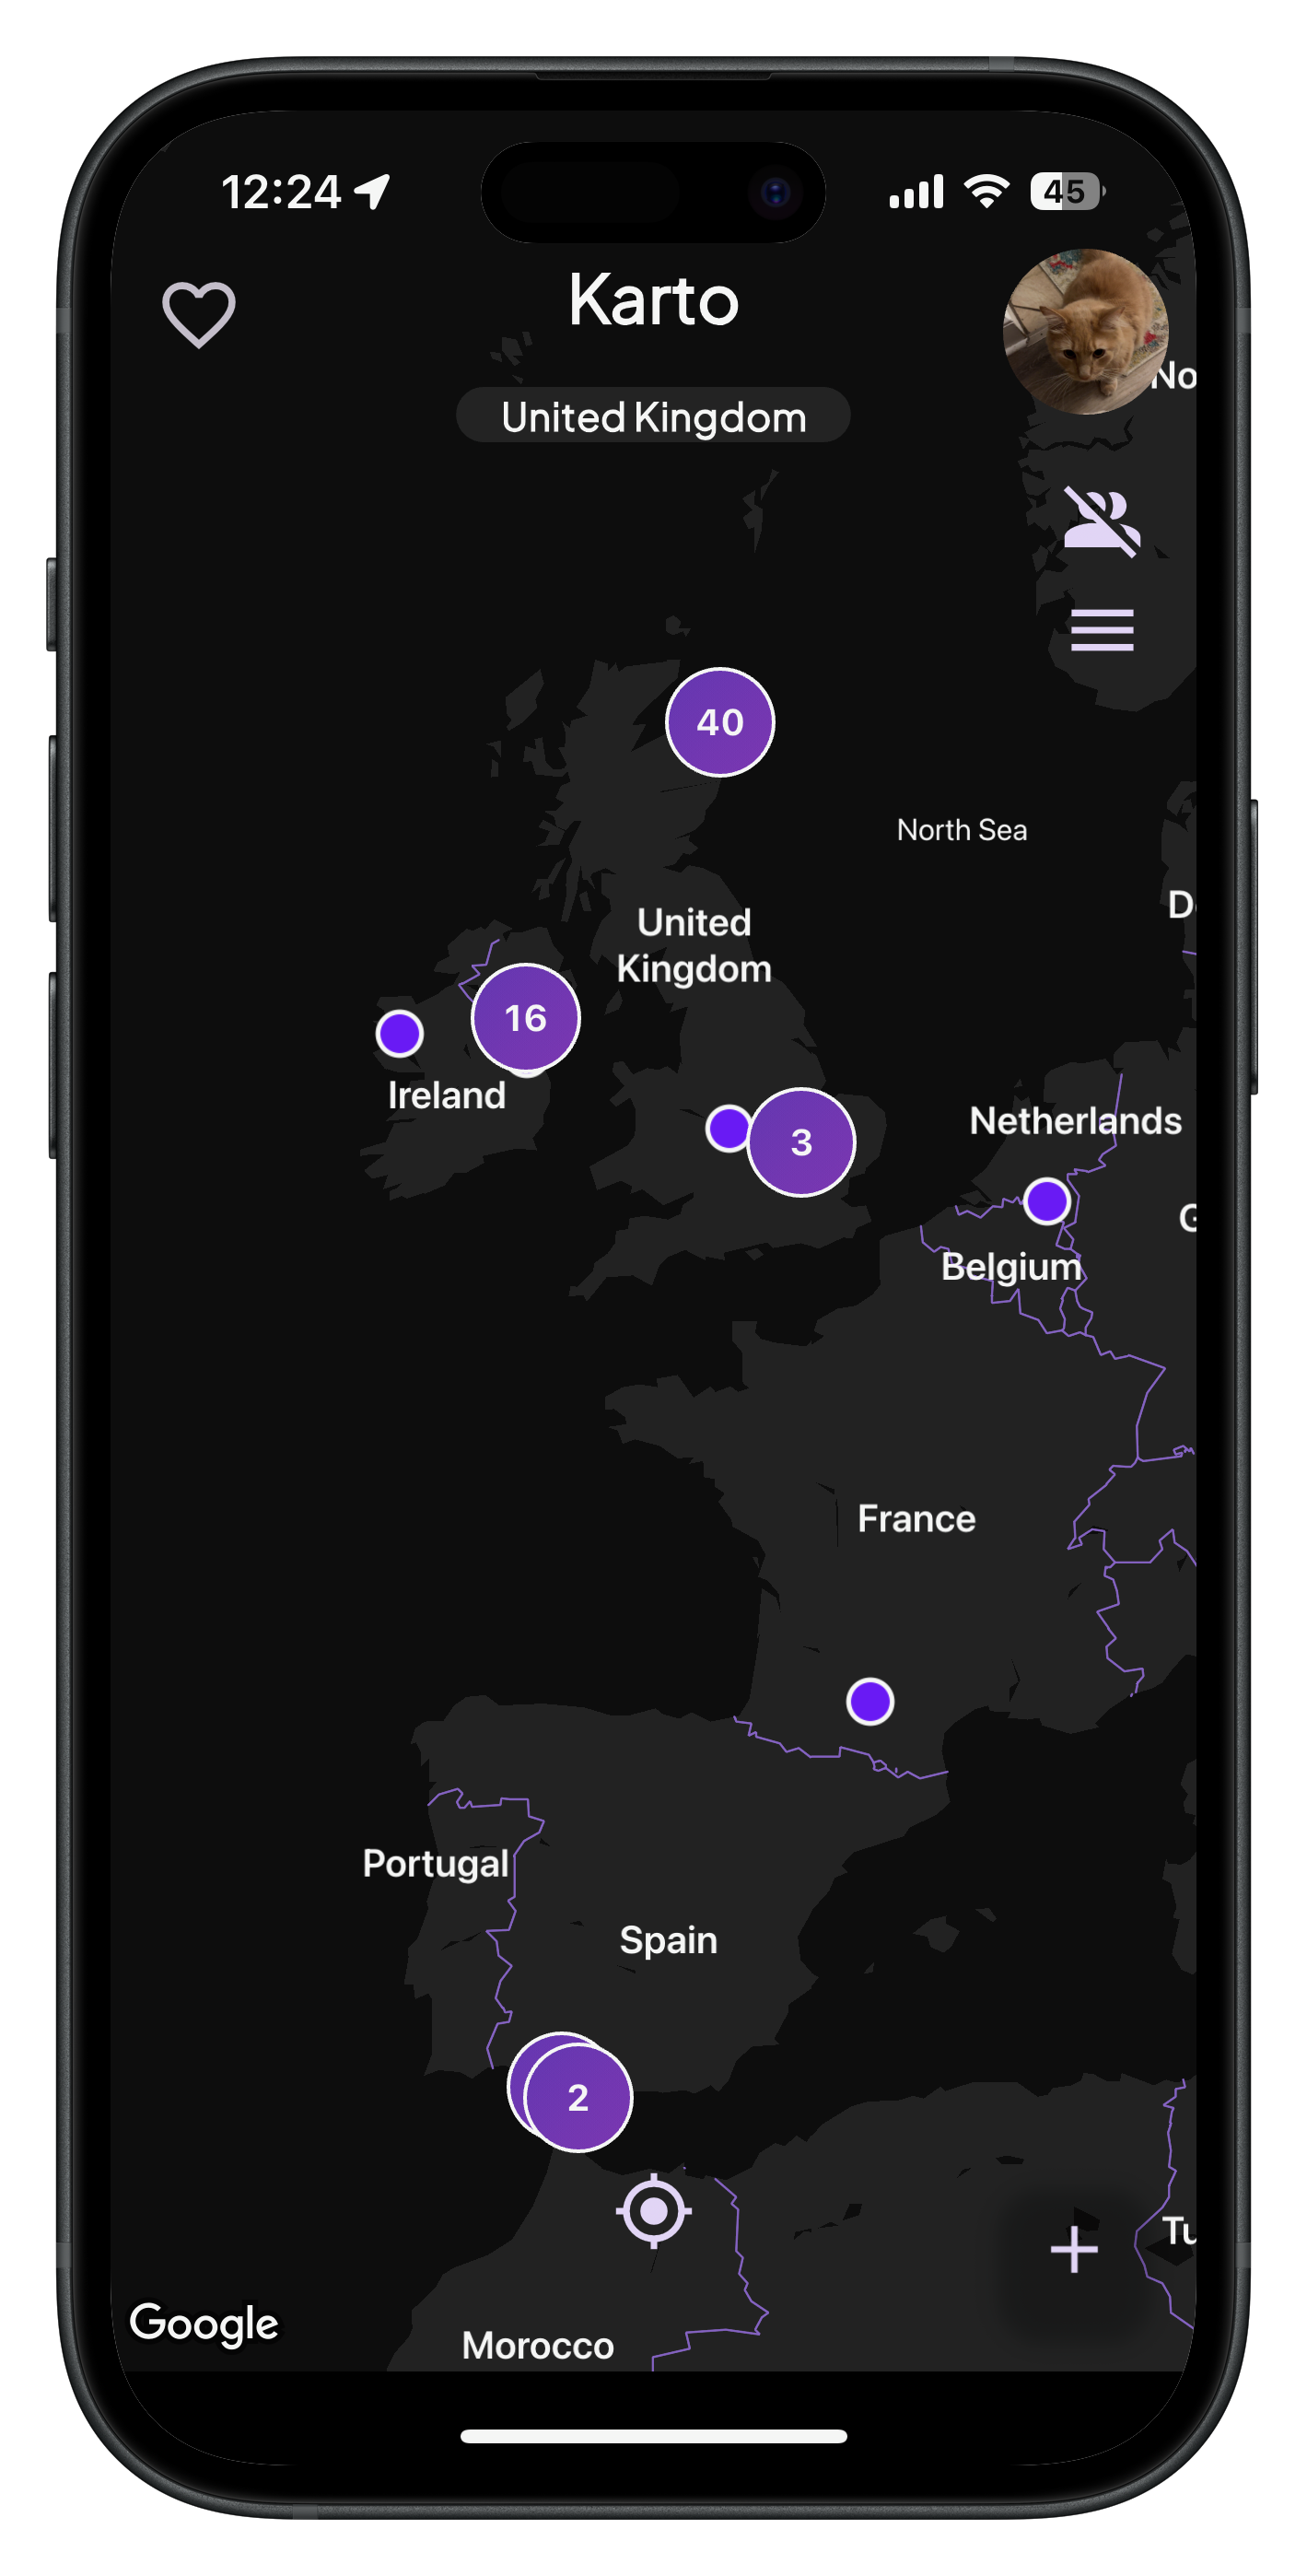 12:24
45
Karto
No
United Kingdom
40
North Sea
D
United
Kingdom
16
Ireland
3
Netherlands
G
Belgium
France
Portugal
Spain
2
Tu
Google
Morocco